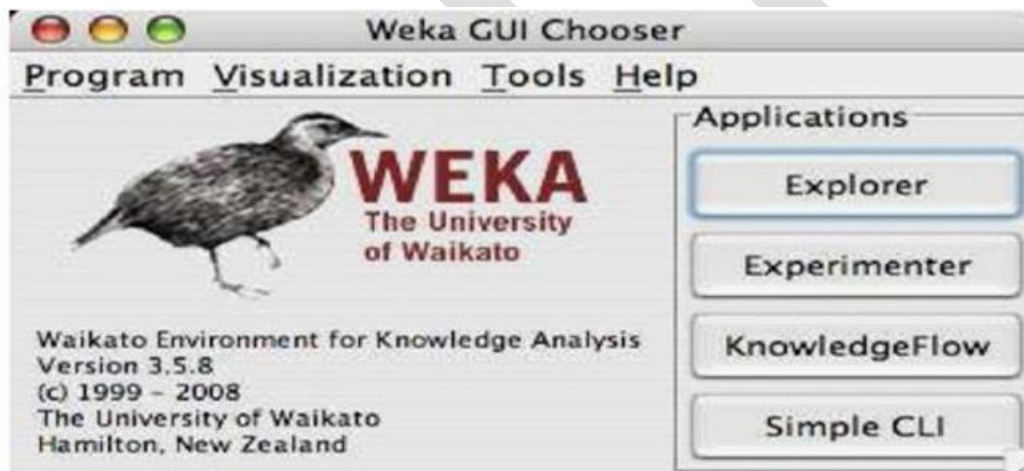 Weka GUI Chooser
Program Visualization Tools Help
WEKA
The University
of Waikato
Waikato Environment for Knowledge Analysis
Version 3.5.8
(c) 1999 – 2008
The University of Waikato
Hamilton, New Zealand
Applications
Explorer
Experimenter
KnowledgeFlow
Simple CLI